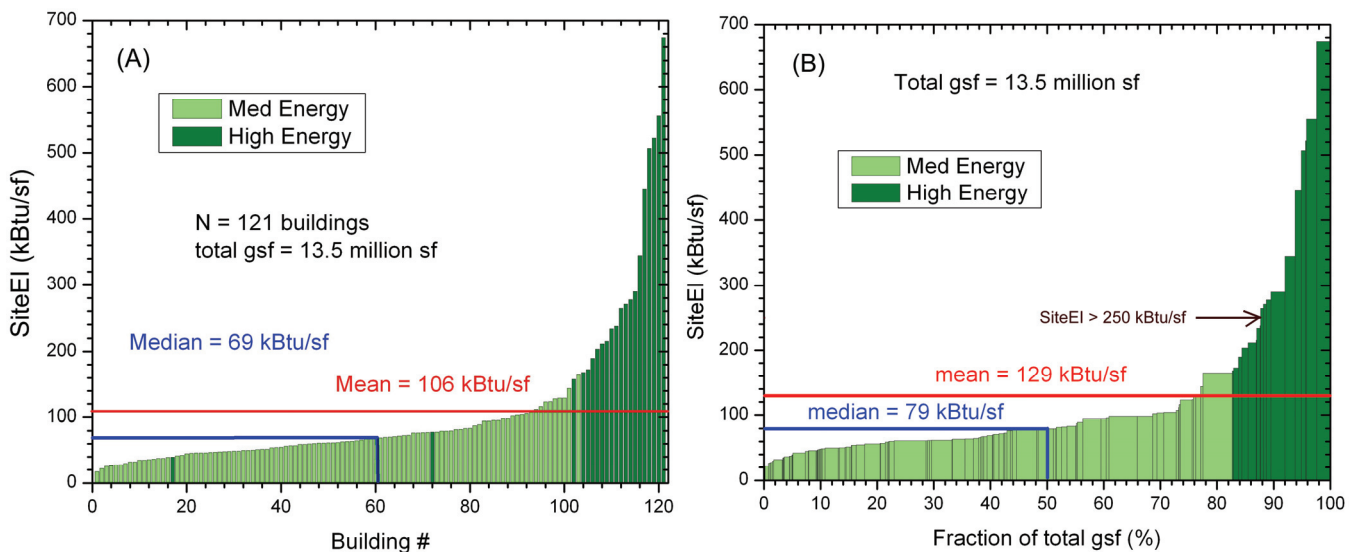 (A)
Med Energy
High Energy
N = 121 buildings
total gsf = 13.5 million sf
Median = 69 kBtu/sf
Mean = 106 kBtu/sf
SiteEI (kBtu/sf)
700
600
500
400
300
200
100
0
0 20 40 60 80 100 120
Building #
(B)
Total gsf = 13.5 million sf
Med Energy
High Energy
SiteEI > 250 kBtu/sf
mean = 129 kBtu/sf
median = 79 kBtu/sf
SiteEI (kBtu/sf)
700
600
500
400
300
200
100
0
0 10 20 30 40 50 60 70 80 90 100
Fraction of total gsf (%)